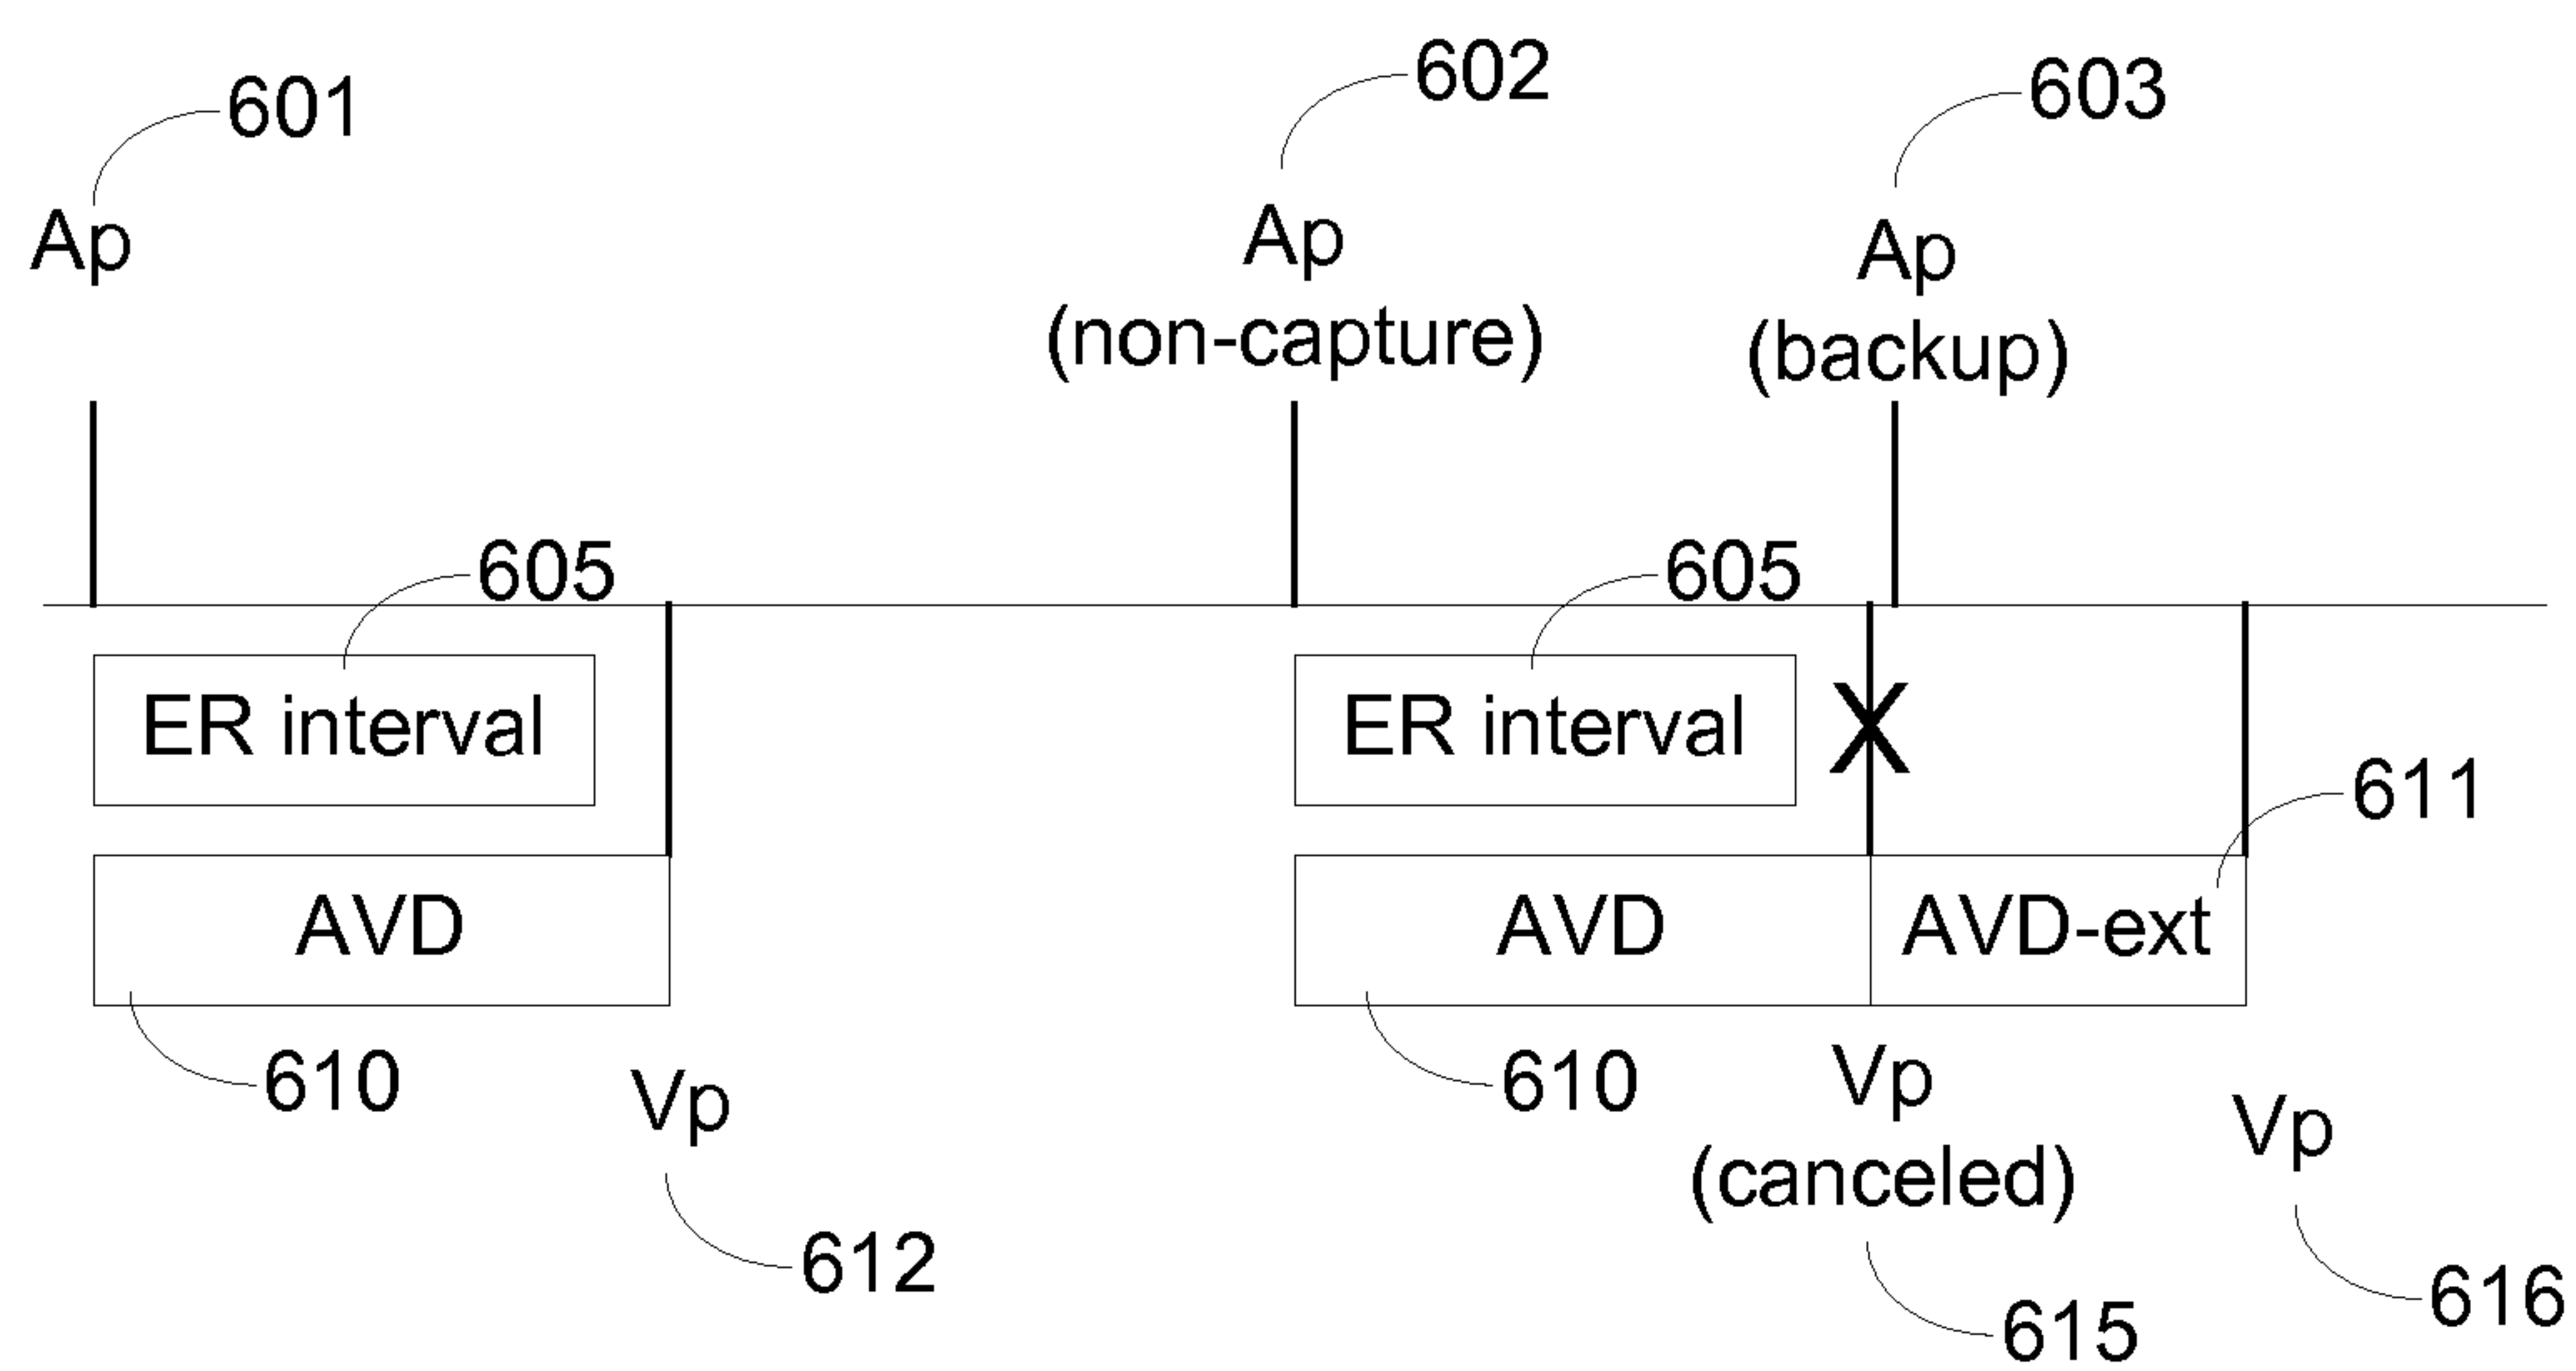 601
602
603
Ap
Ap
(non-capture)
Ap
(backup)
605
605
ER interval
ER interval
611
AVD
AVD
AVD-ext
610
Vp
610
Vp
(canceled)
Vp
612
615
616